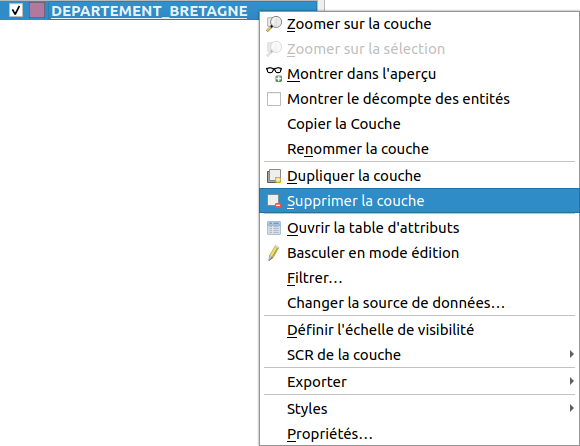 DEPARTEMENT_BRETAGNE
Zoomer sur la couche
Zoomer sur la sélection
Montrer dans l'aperçu
Montrer le décompte des entités
Copier la Couche
Renommer la couche
Dupliquer la couche
Supprimer la couche
Ouvrir la table d'attributs
Basculer en mode édition
Filtrer…
Changer la source de données…
Définir l'échelle de visibilité
SCR de la couche
Exporter
Styles
Propriétés…